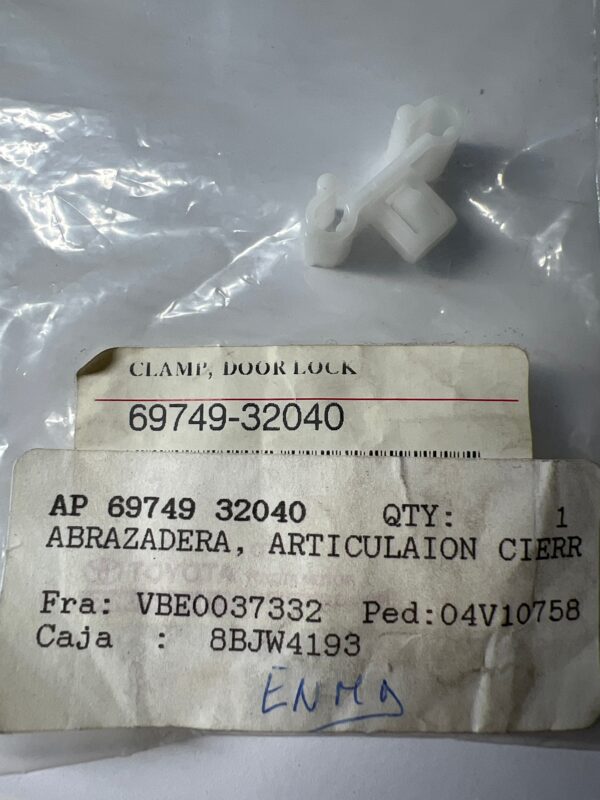 CLAMP, DOOR LOCK
69749-32040
AP 69749 32040 QTY: 1
ABRAZADERA, ARTICULAION CIERR
TOYOTA
Fra: VBE0037332 Ped:04V10758
Caja : 8BJW4193